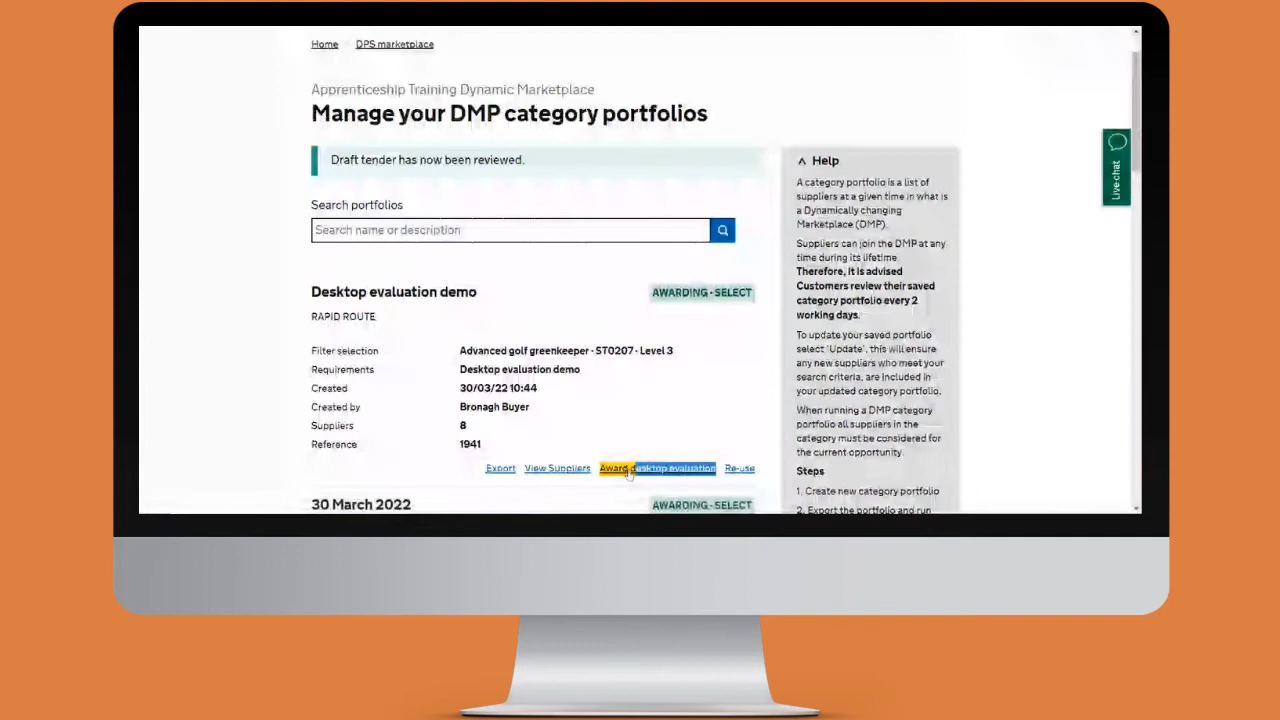 Home DPS marketplace
Apprenticeship Training Dynamic Marketplace
Manage your DMP category portfolios
Draft tender has now been reviewed.
Search portfolios
Search name or description
Desktop evaluation demo AWARDING - SELECT
RAPID ROUTE
Filter selection Advanced golf greenkeeper - ST0207 - Level 3
Requirements Desktop evaluation demo
Created 30/03/22 10:44
Created by Bronagh Buyer
Suppliers 8
Reference 1941
Export View Suppliers Award desktop evaluation Re-use
30 March 2022 AWARDING - SELECT
Help
A category portfolio is a list of
suppliers at a given time in what is
a Dynamically changing
Marketplace (DMP).
Suppliers can join the DMP at any
time during its lifetime
Therefore, it is advised
Customers review their saved
category portfolio every 2
working days.
To update your saved portfolio
select 'Update', this will ensure
any new suppliers who meet your
search criteria, are included in
your updated category portfolio.
When running a DMP category
portfolio all suppliers in the
category must be considered for
the current opportunity.
Steps
1. Create new category portfolio
2. Export the portfolio and run
Live chat